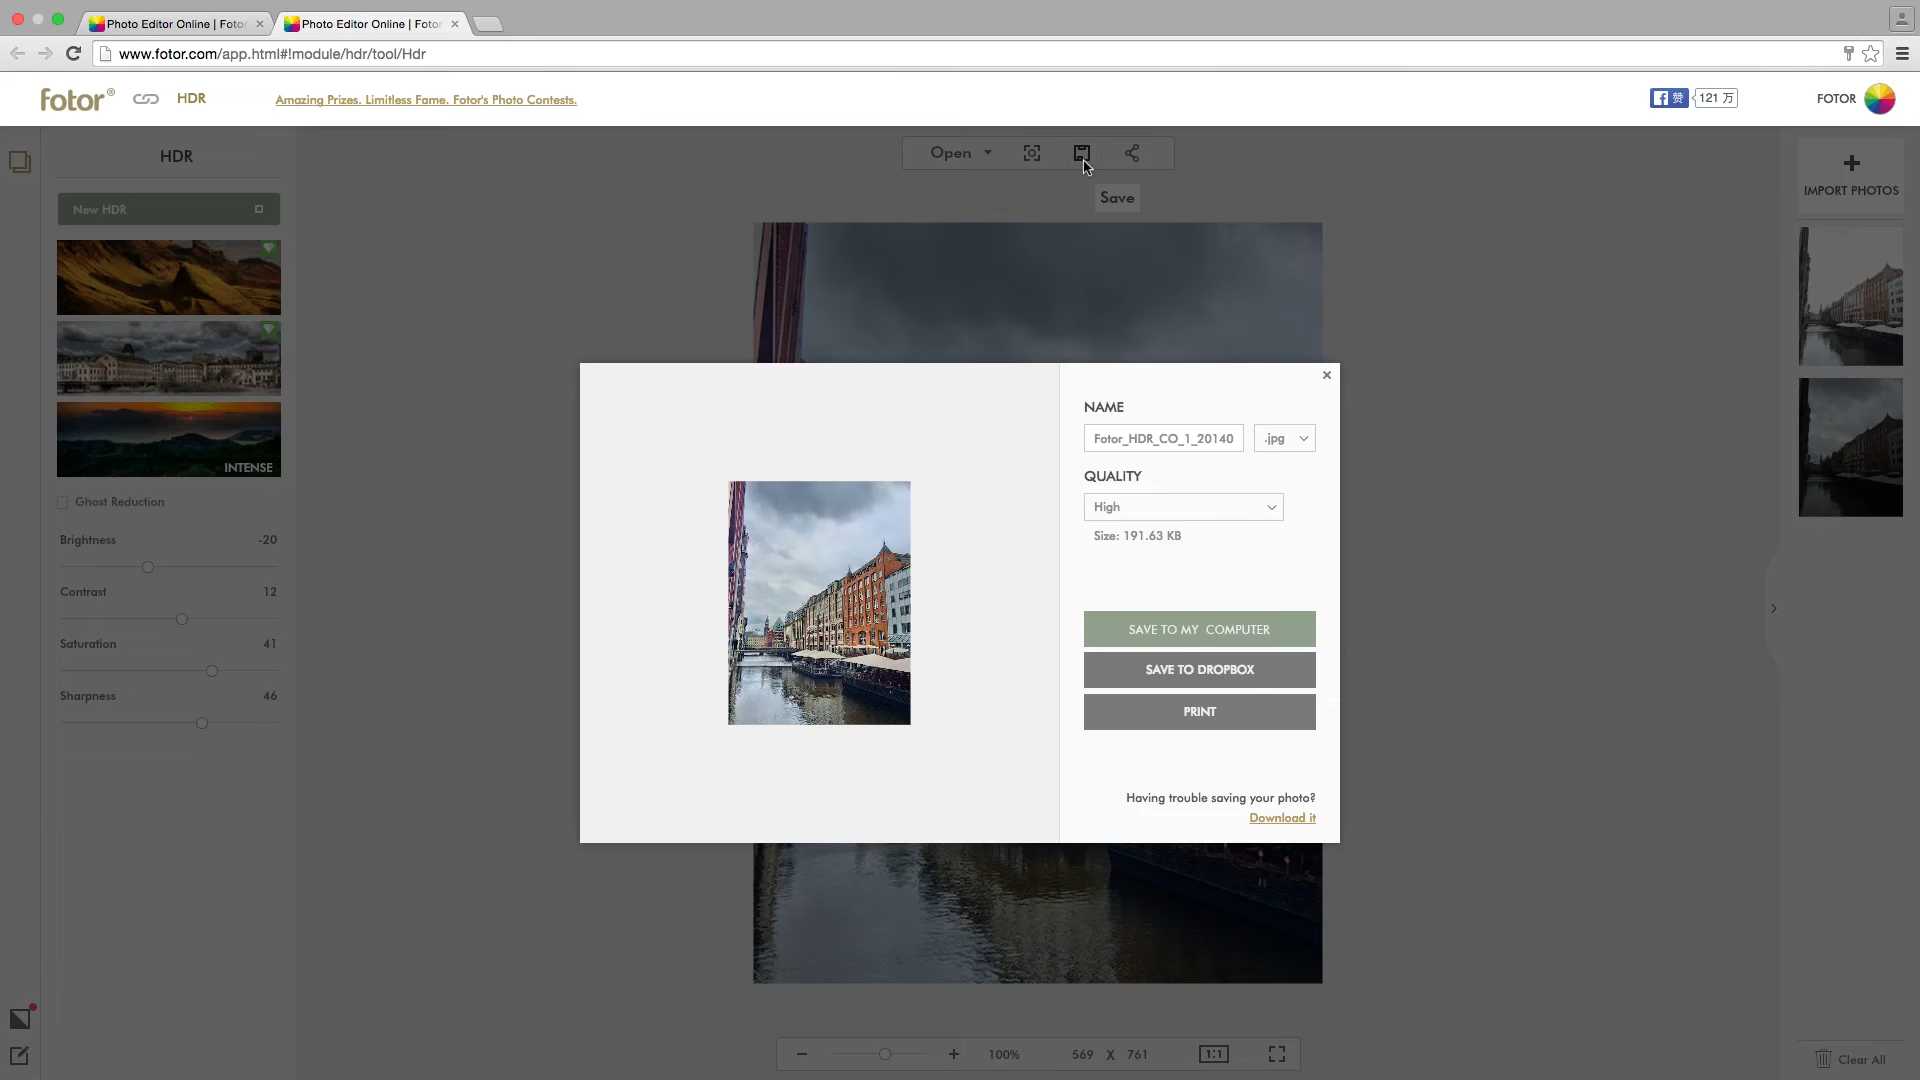 Photo Editor Online | Fotor
Photo Editor Online | Fotor
www.fotor.com/app.html#!module/hdr/tool/Hdr
fotor®
HDR
Amazing Prizes. Limitless Fame. Fotor's Photo Contests.
赞
121 万
FOTOR
HDR
Open
Save
IMPORT PHOTOS
New HDR
INTENSE
Ghost Reduction
Brightness -20
Contrast 12
Saturation 41
Sharpness 46
NAME
Fotor_HDR_CO_1_20140 .jpg
QUALITY
High
Size: 191.63 KB
SAVE TO MY COMPUTER
SAVE TO DROPBOX
PRINT
Having trouble saving your photo?
Download it
100% 569 X 761 1:1
Clear All